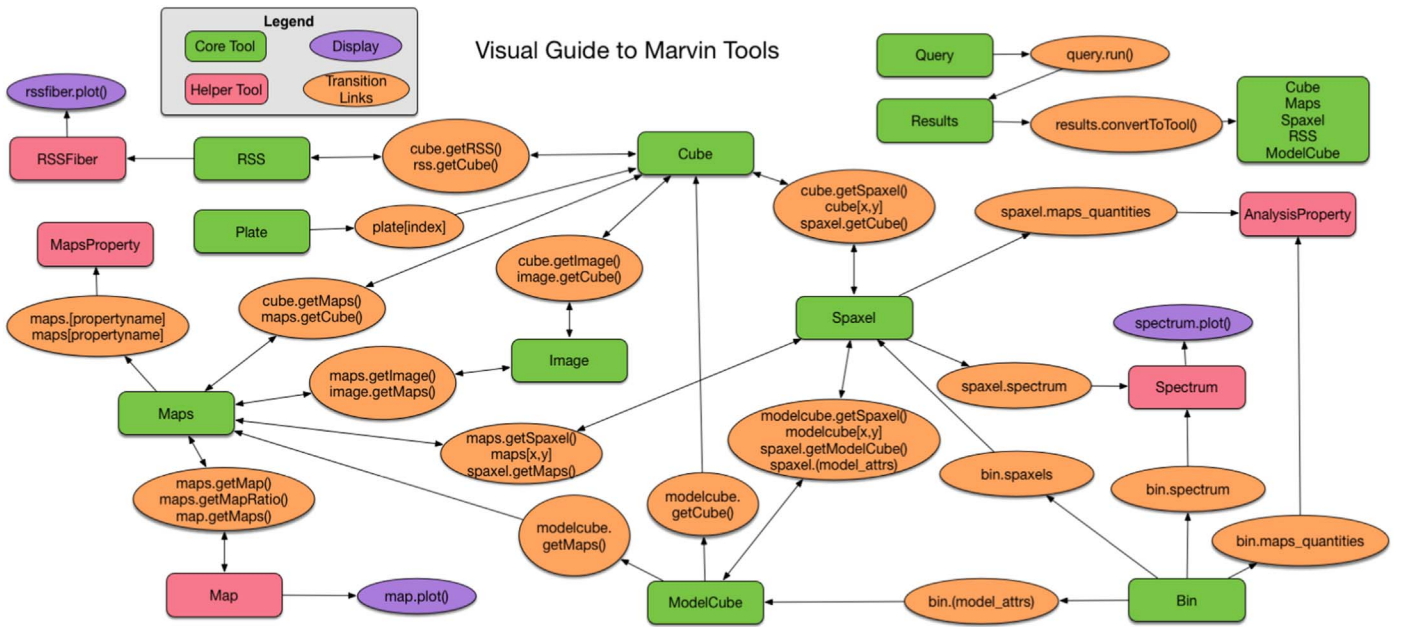 Legend
Core Tool
Display
Helper Tool
Transition
Links
Visual Guide to Marvin Tools
Query
query.run()
Results
results.convertToTool()
Cube
Maps
Spaxel
RSS
ModelCube
rssfiber.plot()
RSSFiber
RSS
cube.getRSS()
rss.getCube()
Cube
Plate
plate[index]
cube.getSpaxel()
cube[x,y]
spaxel.getCube()
spaxel.maps_quantities
AnalysisProperty
MapsProperty
maps.[propertyname]
maps[propertyname]
cube.getMaps()
maps.getCube()
cube.getImage()
image.getCube()
Spaxel
spectrum.plot()
Image
maps.getImage()
image.getMaps()
spaxel.spectrum
Spectrum
Maps
maps.getSpaxel()
maps[x,y]
spaxel.getMaps()
modelcube.getSpaxel()
modelcube[x,y]
spaxel.getModelCube()
spaxel.(model_attrs)
bin.spaxels
bin.spectrum
maps.getMap()
maps.getMapRatio()
map.getMaps()
modelcube.
getMaps()
modelcube.
getCube()
bin.maps_quantities
Map
map.plot()
ModelCube
bin.(model_attrs)
Bin